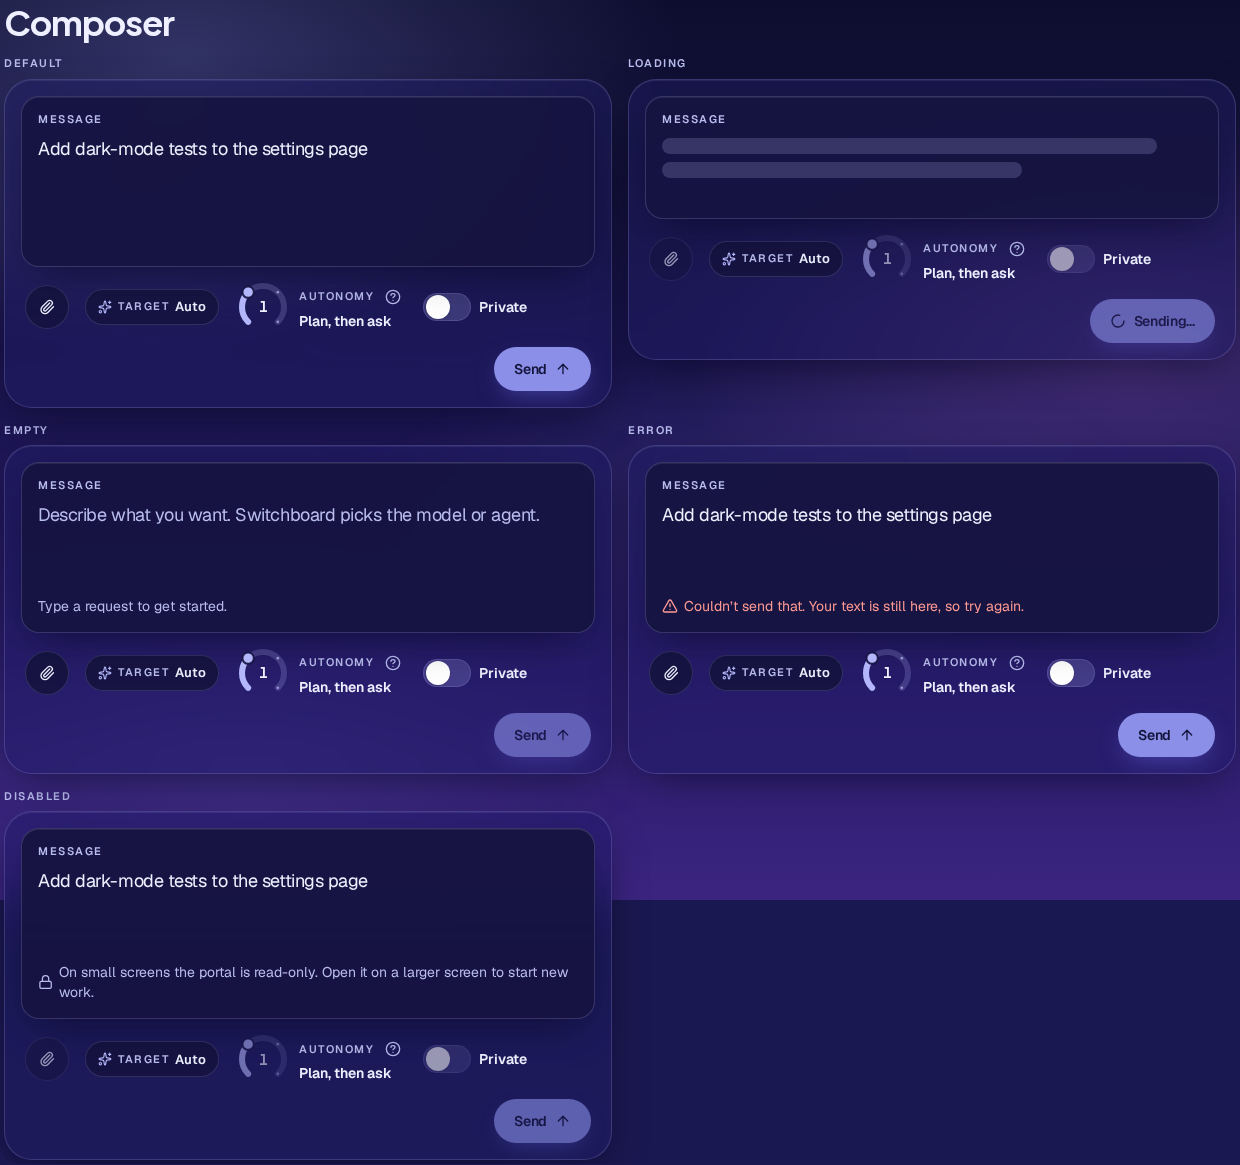 Composer
DEFAULT
MESSAGE
Add dark-mode tests to the settings page
TARGET Auto
1
AUTONOMY
Plan, then ask
Private
Send
LOADING
MESSAGE
TARGET Auto
1
AUTONOMY
Plan, then ask
Private
Sending...
EMPTY
MESSAGE
Describe what you want. Switchboard picks the model or agent.
Type a request to get started.
TARGET Auto
1
AUTONOMY
Plan, then ask
Private
Send
ERROR
MESSAGE
Add dark-mode tests to the settings page
Couldn't send that. Your text is still here, so try again.
TARGET Auto
1
AUTONOMY
Plan, then ask
Private
Send
DISABLED
MESSAGE
Add dark-mode tests to the settings page
On small screens the portal is read-only. Open it on a larger screen to start new
work.
TARGET Auto
1
AUTONOMY
Plan, then ask
Private
Send